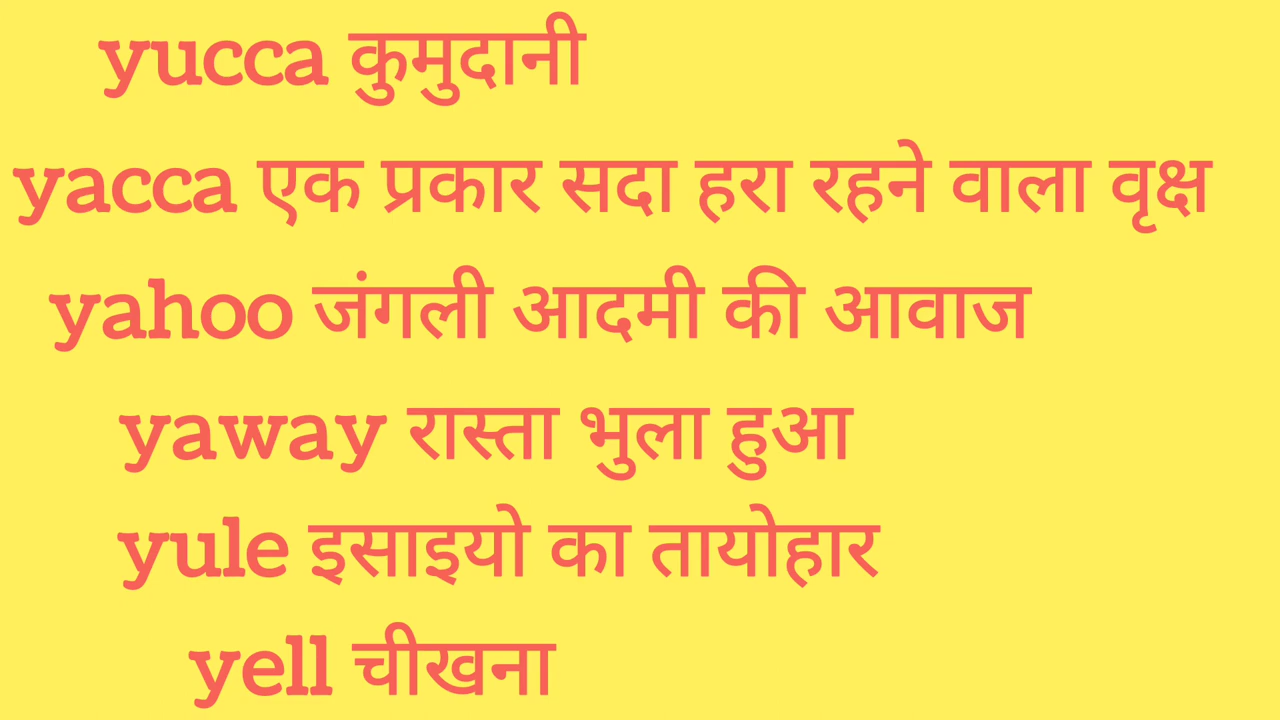 yucca कुमुदानी
yacca एक प्रकार सदा हरा रहने वाला वृक्ष
yahoo जंगली आदमी की आवाज
yaway रास्ता भुला हुआ
yule इसाइयो का तायोहार
yell चीखना